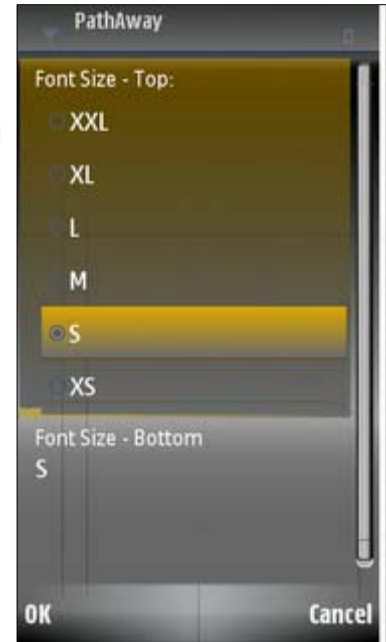 PathAway
Font Size - Top:
XXL
XL
L
M
S
XS
Font Size - Bottom
S
OK Cancel